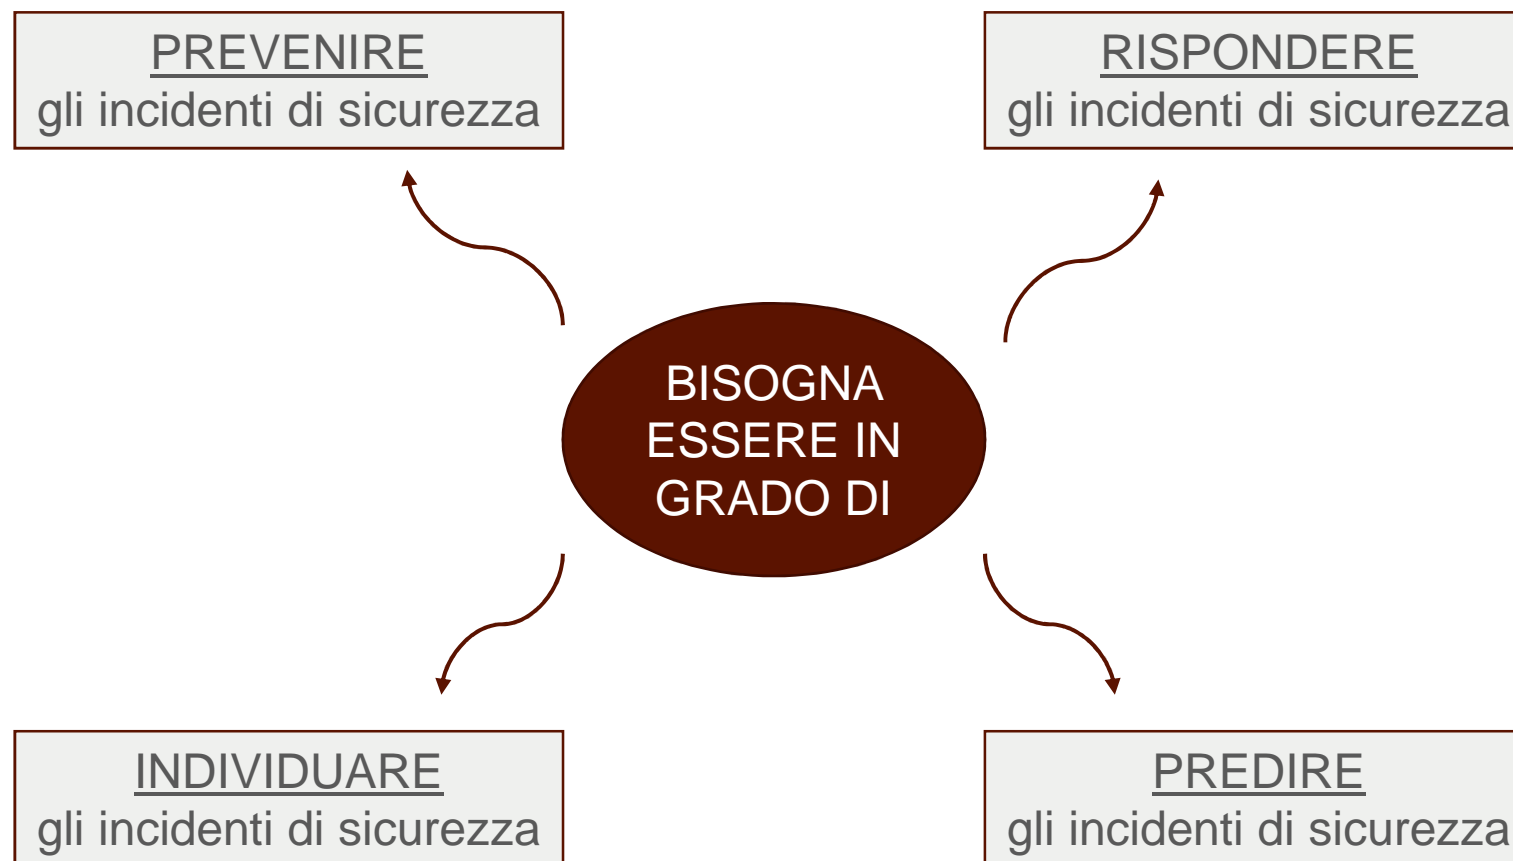 PREVENIRE
gli incidenti di sicurezza
RISPONDERE
gli incidenti di sicurezza
BISOGNA
ESSERE IN
GRADO DI
INDIVIDUARE
gli incidenti di sicurezza
PREDIRE
gli incidenti di sicurezza